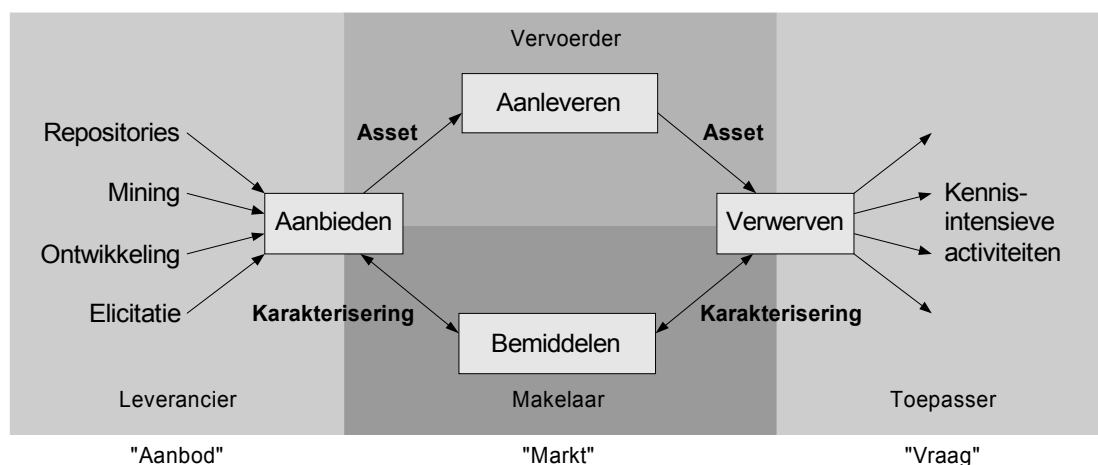 Vervoerder
Aanleveren
Repositories
Asset
Asset
Mining
Aanbieden
Verwerven
Kennis-
intensieve
activiteiten
Ontwikkeling
Elicitatie
Karakterisering
Karakterisering
Bemiddelen
Leverancier
Makelaar
Toepasser
"Aanbod"
"Markt"
"Vraag"